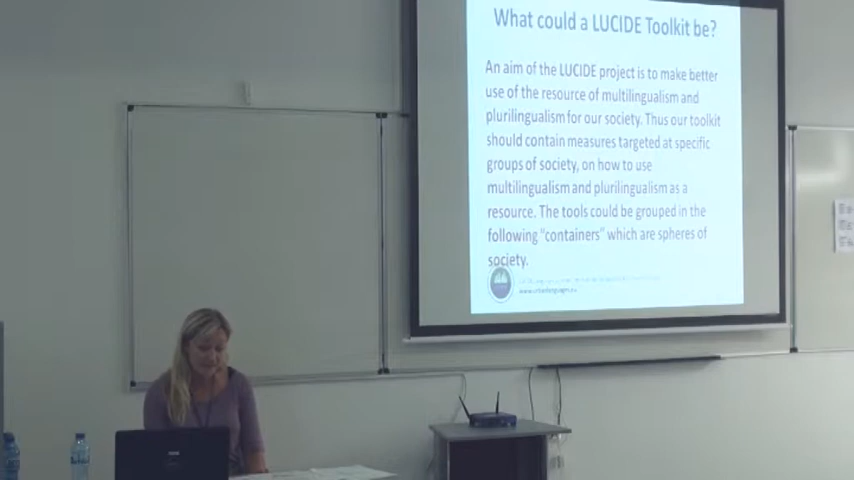 What could a LUCIDE Toolkit be?
An aim of the LUCIDE project is to make better
use of the resource of multilingualism and
plurilingualism for our society. Thus our toolkit
should contain measures targeted at specific
groups of society, on how to use
multilingualism and plurilingualism as a
resource. The tools could be grouped in the
following "containers" which are spheres of
society.
www.urbanlanguages.eu